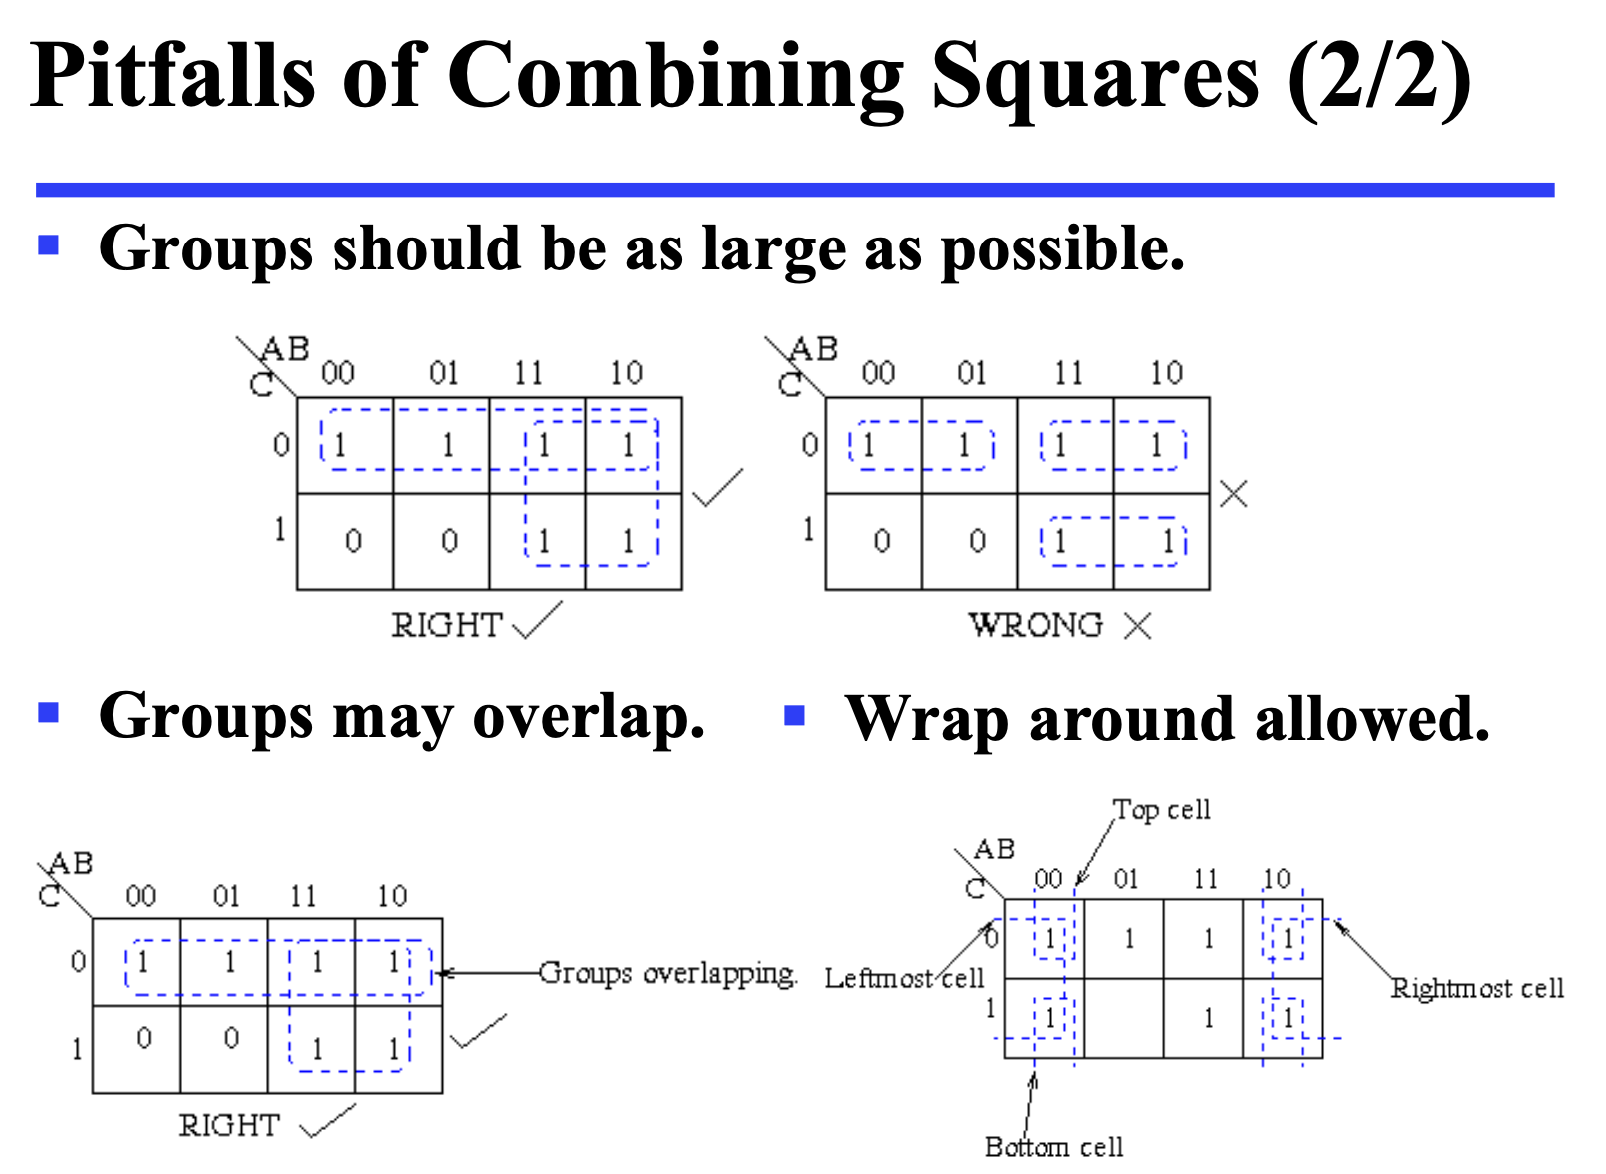 Pitfalls of Combining Squares (2/2)
Groups should be as large as possible.
AB
C
00 01 11 10
0 1 1 1 1
1 0 0 1 1
RIGHT
AB
C
00 01 11 10
0 1 1 1 1
1 0 0 1 1
WRONG
Groups may overlap.
Wrap around allowed.
AB
C
00 01 11 10
0 1 1 1 1
Groups overlapping.
1 0 0 1 1
RIGHT
Top cell
AB
C
00 01 11 10
0 1 1 1 1
Leftmost cell
Rightmost cell
1 1 1 1
Bottom cell